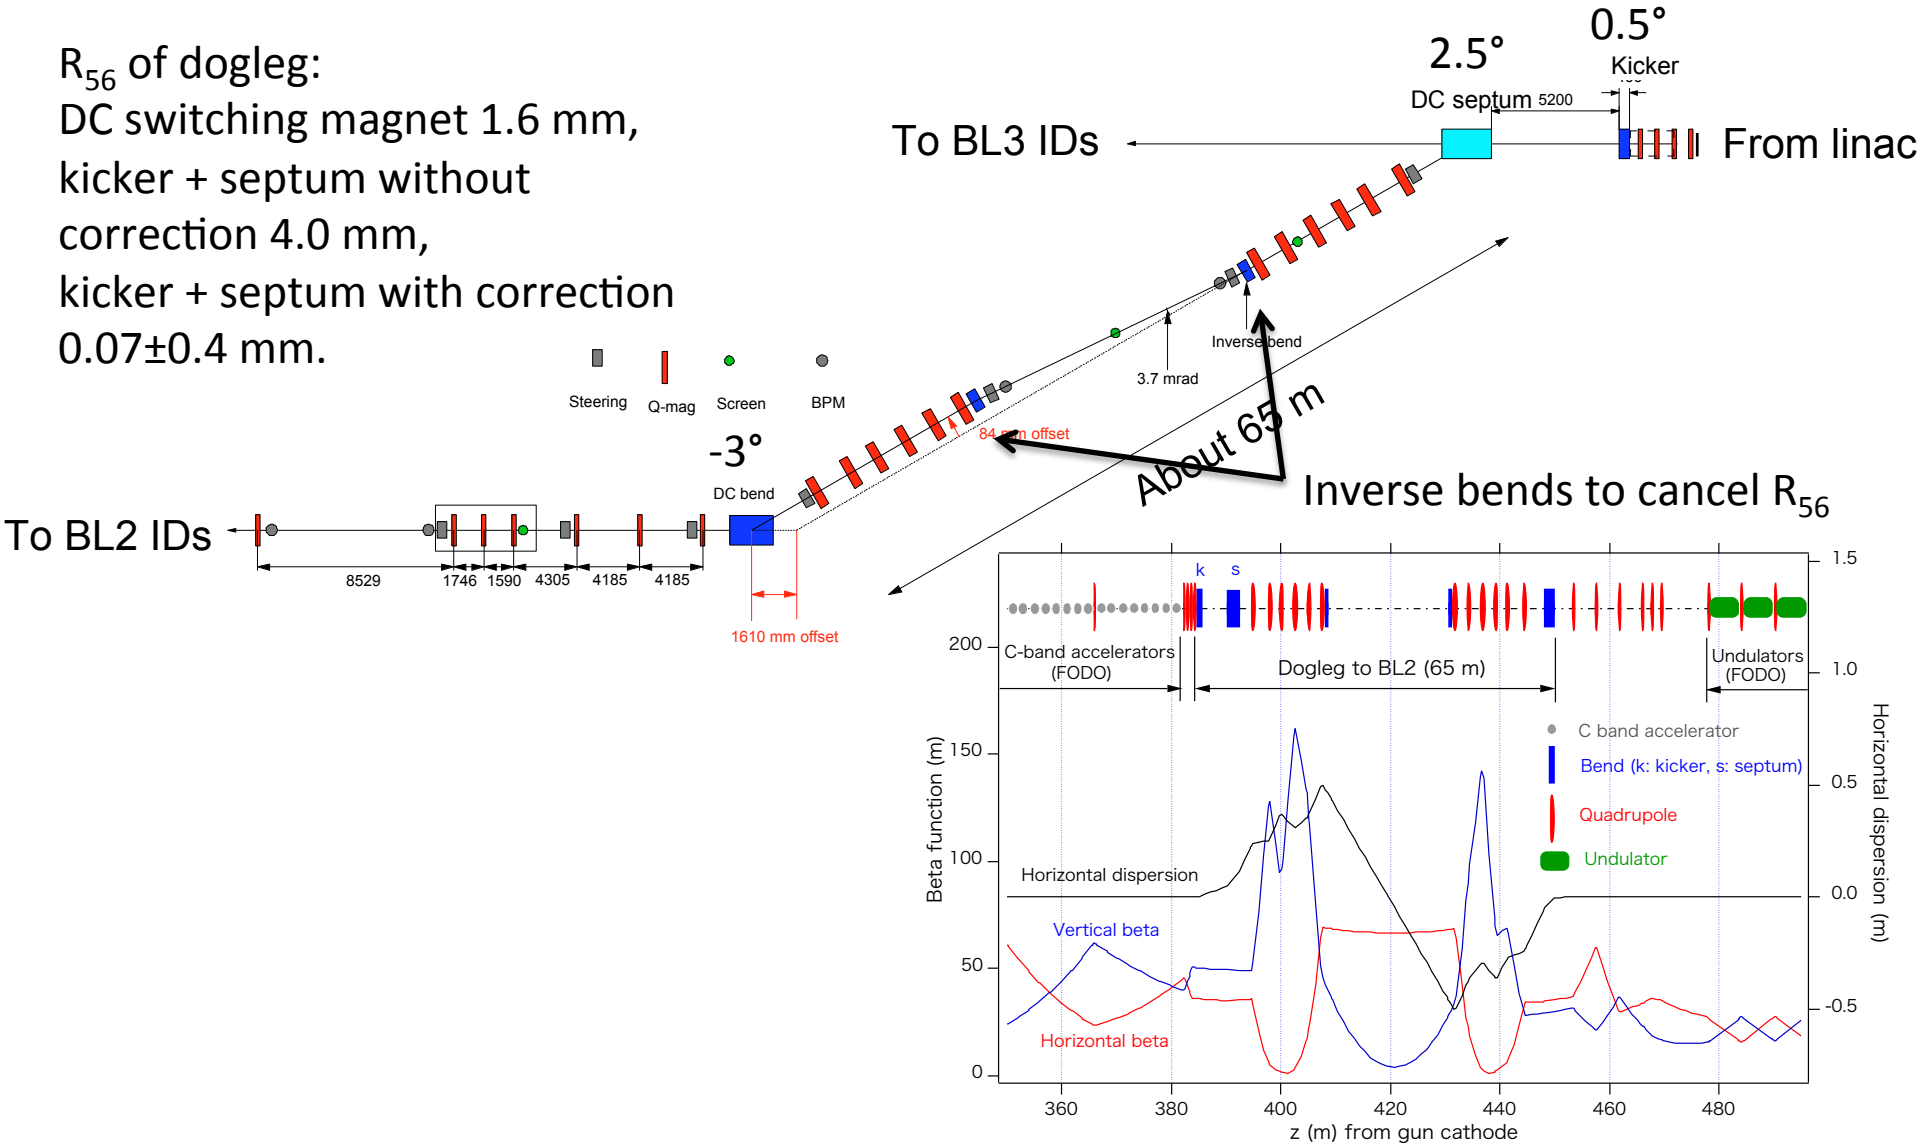 R56 of dogleg:
DC switching magnet 1.6 mm,
kicker + septum without
correction 4.0 mm,
kicker + septum with correction
0.07±0.4 mm.
0.5°
Kicker
2.5°
DC septum
5200
To BL3 IDs
From linac
Inverse bend
3.7 mrad
About 65 m
Steering
Q-mag
Screen
BPM
84 mm offset
-3°
DC bend
Inverse bends to cancel R56
To BL2 IDs
8529
1746
1590
4305
4185
4185
1610 mm offset
k
s
C-band accelerators
(FODO)
Dogleg to BL2 (65 m)
Undulators
(FODO)
C band accelerator
Bend (k: kicker, s: septum)
Quadrupole
Undulator
Horizontal dispersion
Vertical beta
Horizontal beta
Beta function (m)
200
150
100
50
0
Horizontal dispersion (m)
1.5
1.0
0.5
0.0
-0.5
360
380
400
420
440
460
480
z (m) from gun cathode